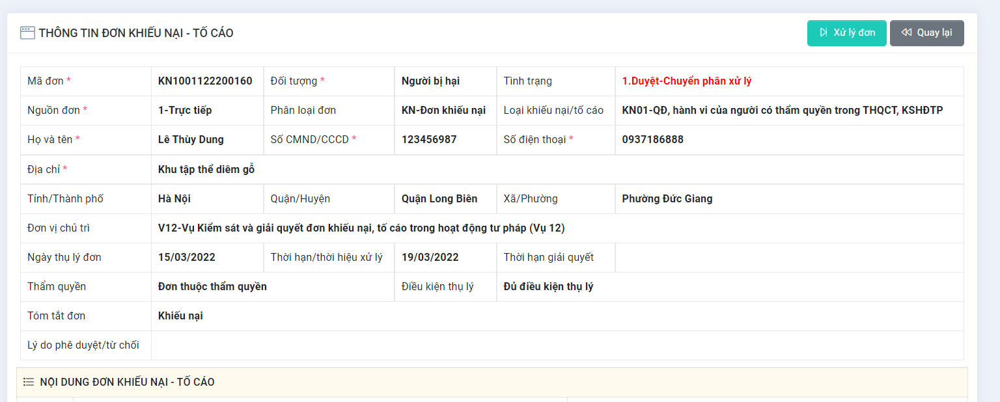 THÔNG TIN ĐƠN KHIẾU NẠI - TỐ CÁO
Xử lý đơn
Quay lại
Mã đơn * KN1001122200160 Đối tượng * Người bị hại Tình trạng 1.Duyệt-Chuyển phân xử lý
Nguồn đơn * 1-Trực tiếp Phân loại đơn KN-Đơn khiếu nại Loại khiếu nại/tố cáo KN01-QĐ, hành vi của người có thẩm quyền trong THQCT, KSHĐTP
Họ và tên * Lê Thùy Dung Số CMND/CCCD * 123456987 Số điện thoại * 0937186888
Địa chỉ * Khu tập thể diêm gỗ
Tỉnh/Thành phố Hà Nội Quận/Huyện Quận Long Biên Xã/Phường Phường Đức Giang
Đơn vị chủ trì V12-Vụ Kiểm sát và giải quyết đơn khiếu nại, tố cáo trong hoạt động tư pháp (Vụ 12)
Ngày thụ lý đơn 15/03/2022 Thời hạn/thời hiệu xử lý 19/03/2022 Thời hạn giải quyết
Thẩm quyền Đơn thuộc thẩm quyền Điều kiện thụ lý Đủ điều kiện thụ lý
Tóm tắt đơn Khiếu nại
Lý do phê duyệt/từ chối
NỘI DUNG ĐƠN KHIẾU NẠI - TỐ CÁO